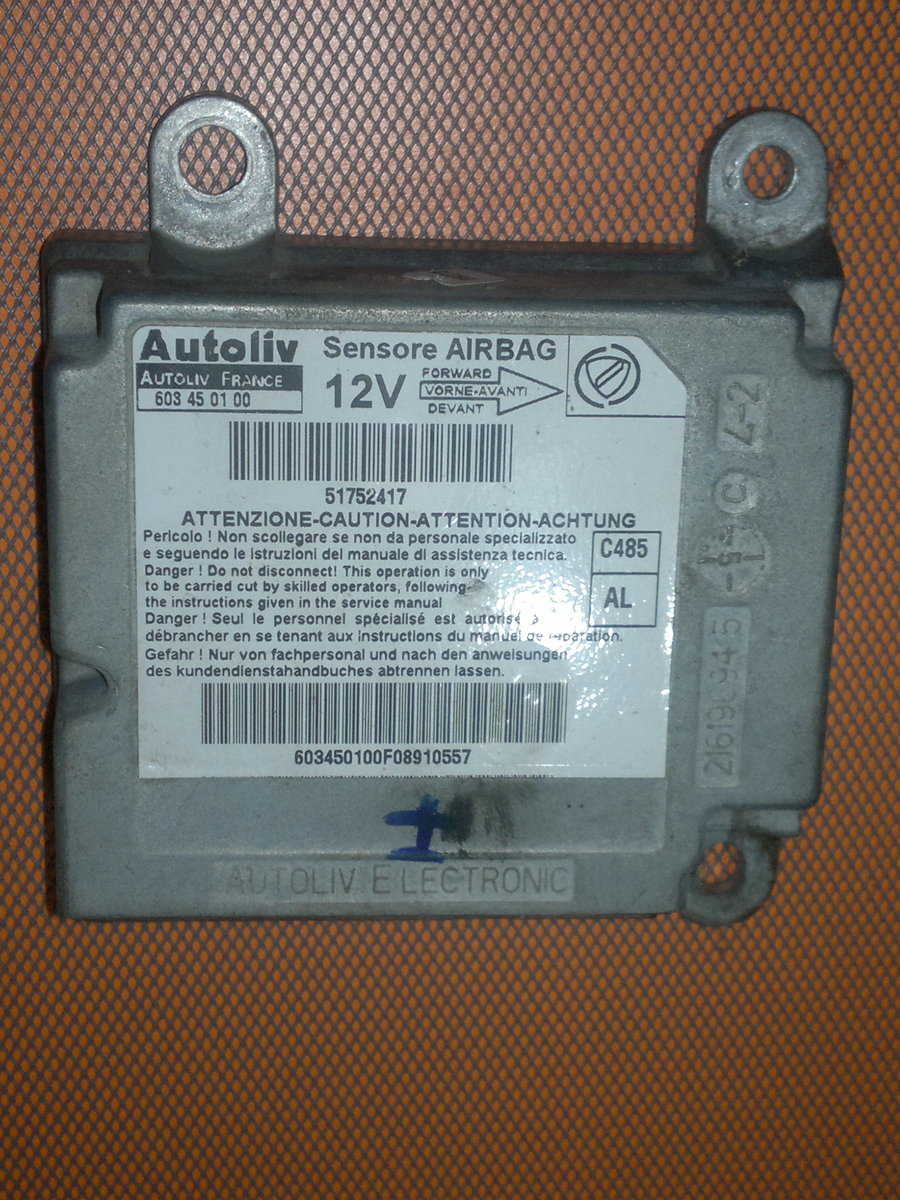 Autoliv
Sensore AIRBAG
AUTOLIV FRANCE
603 45 01 00
12V
FORWARD
VORNE-AVANTI
DEVANT
51752417
ATTENZIONE-CAUTION-ATTENTION-ACHTUNG
Pericolo ! Non scollegare se non da personale specializzato
e seguendo le istruzioni del manuale di assistenza tecnica.
Danger ! Do not disconnect! This operation is only
to be carried cut by skilled operators, following
the instructions given in the service manual
Danger ! Seul le personnel spécialisé est autorisé à
débrancher en se tenant aux instructions du manuel de réparation.
Gefahr ! Nur von fachpersonal und nach den anweisungen
des kundendienstahandbuches abtrennen lassen.
C485
AL
603450100F08910557
AUTOLIV ELECTRONIC